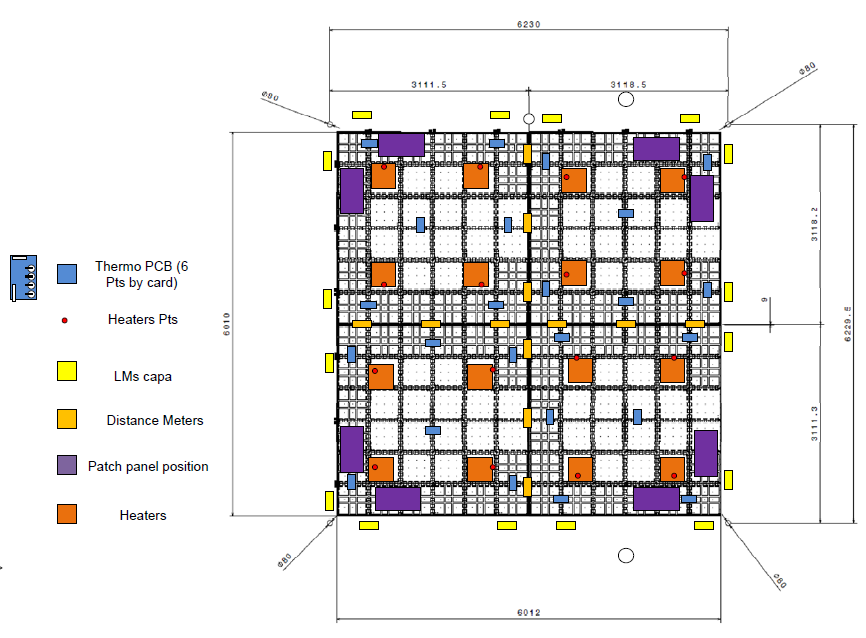 6230
3111.5
3118.5
Ø80
Ø80
3118.2
Thermo PCB (6
Pts by card)
Heaters Pts
6010
9
6229.5
LMs capa
Distance Meters
3111.3
Patch panel position
Heaters
Ø80
Ø80
6012